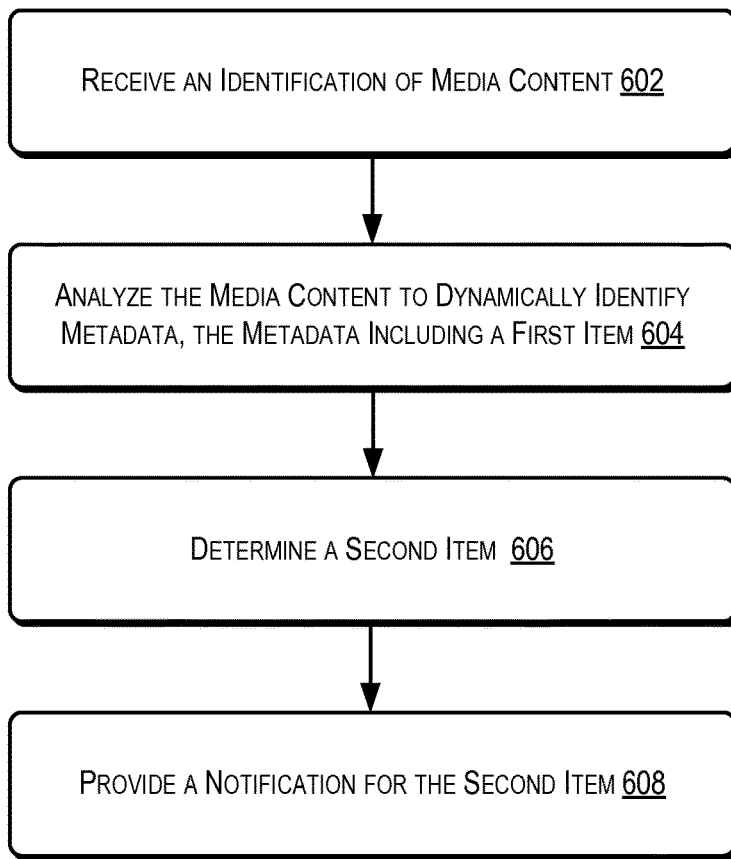 RECEIVE AN IDENTIFICATION OF MEDIA CONTENT 602
ANALYZE THE MEDIA CONTENT TO DYNAMICALLY IDENTIFY
METADATA, THE METADATA INCLUDING A FIRST ITEM 604
DETERMINE A SECOND ITEM 606
PROVIDE A NOTIFICATION FOR THE SECOND ITEM 608